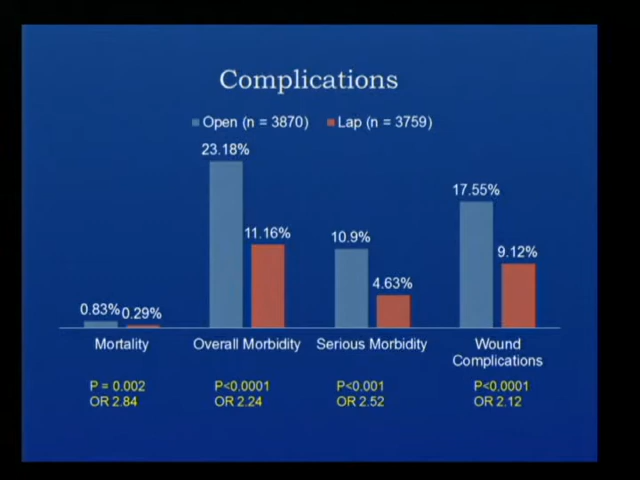 Complications
Open (n = 3870) Lap (n = 3759)
23.18%
17.55%
11.16%
10.9%
9.12%
4.63%
0.83% 0.29%
Mortality Overall Morbidity Serious Morbidity Wound
Complications
P = 0.002 P<0.0001 P<0.001 P<0.0001
OR 2.84 OR 2.24 OR 2.52 OR 2.12